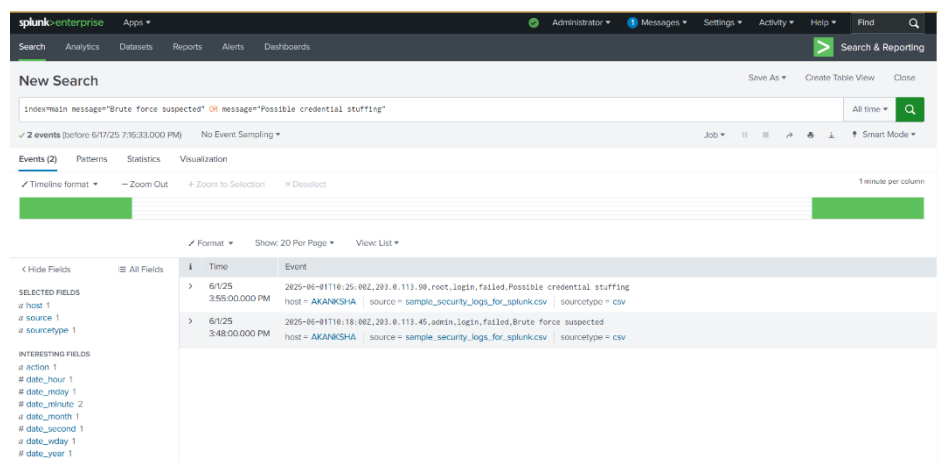 splunk>enterprise Apps Administrator 1 Messages Settings Activity Help Find
Search Analytics Datasets Reports Alerts Dashboards Search & Reporting
New Search Save As Create Table View Close
index=main message="Brute force suspected" OR message="Possible credential stuffing" All time
2 events (before 6/17/25 7:16:33.000 PM) No Event Sampling Job Smart Mode
Events (2) Patterns Statistics Visualization
Timeline format — Zoom Out + Zoom to Selection × Deselect 1 minute per column
Format Show: 20 Per Page View: List
< Hide Fields All Fields i Time Event
SELECTED FIELDS
a host 1
a source 1
a sourcetype 1
INTERESTING FIELDS
a action 1
# date_hour 1
# date_mday 1
# date_minute 2
a date_month 1
# date_second 1
a date_wday 1
# date_year 1
> 6/1/25 2025-06-01T10:25:00Z,203.0.113.90,root,login,failed,Possible credential stuffing
3:55:00.000 PM host = AKANKSHA source = sample_security_logs_for_splunk.csv sourcetype = csv
> 6/1/25 2025-06-01T10:18:00Z,203.0.113.45,admin,login,failed,Brute force suspected
3:48:00.000 PM host = AKANKSHA source = sample_security_logs_for_splunk.csv sourcetype = csv